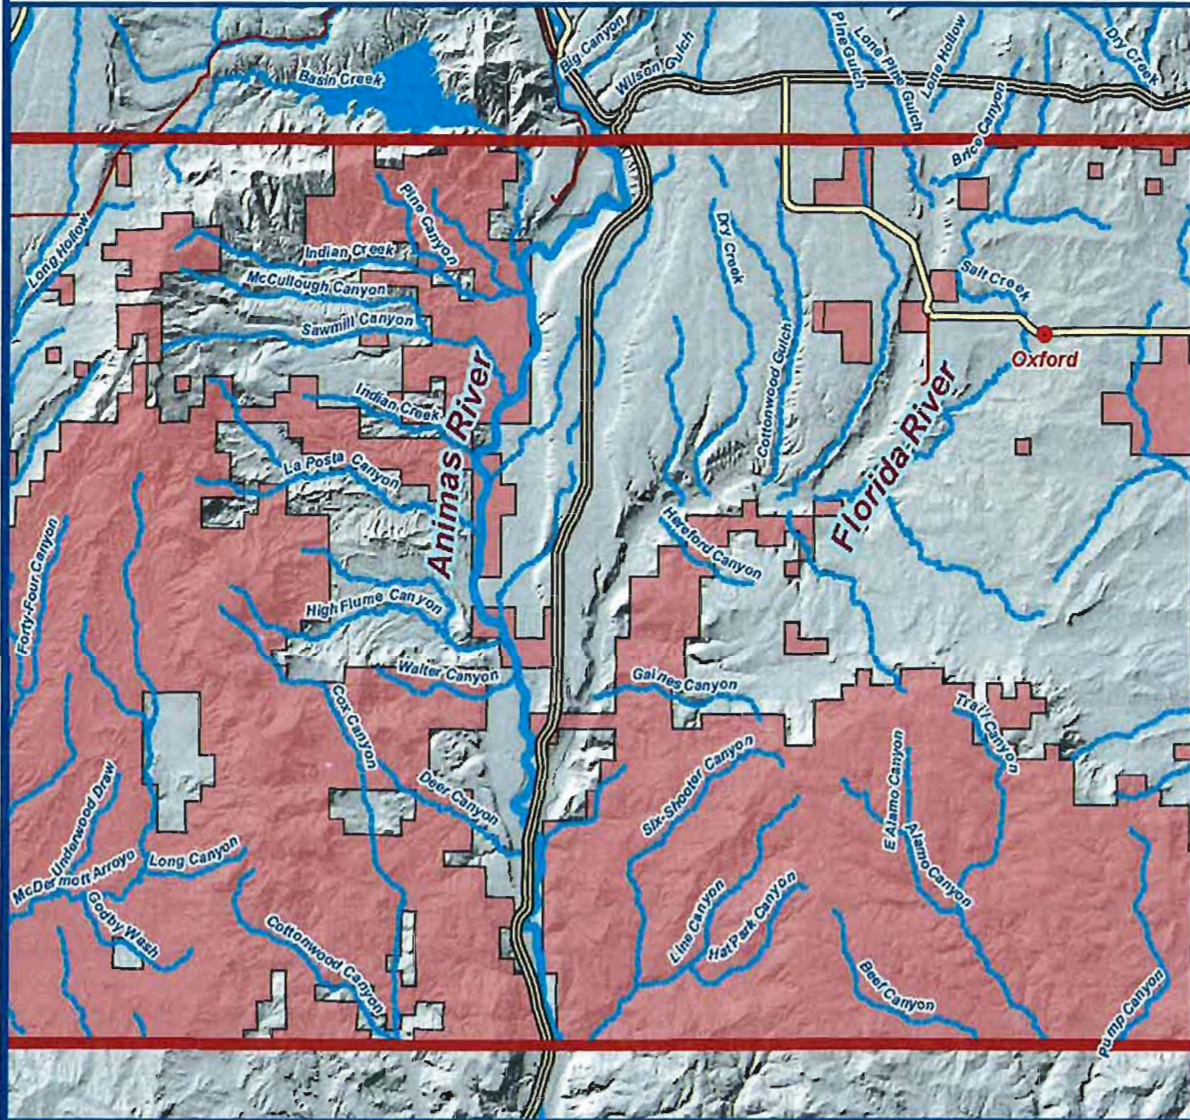 Big Canyon
Wilson Gulch
Pine Gulch
Lone Pine Gulch
Long Hollow
Dry Creek
Basin Creek
Brice Canyon
Long Hollow
Pine Canyon
Indian Creek
McCullough Canyon
Sawmill Canyon
Dry Creek
Salt Creek
Oxford
Cottonwood Gulch
Indian Creek
Animas River
Florida River
La Posta Canyon
Forty-Four Canyon
Hereford Canyon
High Flume Canyon
Walter Canyon
Gaines Canyon
Cox Canyon
Trail Canyon
Deer Canyon
Six-Shooter Canyon
E Alamo Canyon
Alamo Canyon
Underwood Draw
McDermott Arroyo
Long Canyon
Godby Wash
Cottonwood Canyon
Line Canyon
Hat Park Canyon
Beef Canyon
Pump Canyon